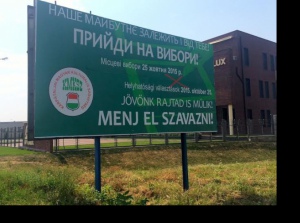 НАШЕ МАЙБУТНЄ ЗАЛЕЖИТЬ І ВІД ТЕБЕ!
ПРИЙДИ НА ВИБОРИ!
Місцеві вибори 25 жовтня 2015 р.
Helyhatósági választások 2015. október 25.
JÖVŐNK RAJTAD IS MÚLIK!
MENJ EL SZAVAZNI!
LUX